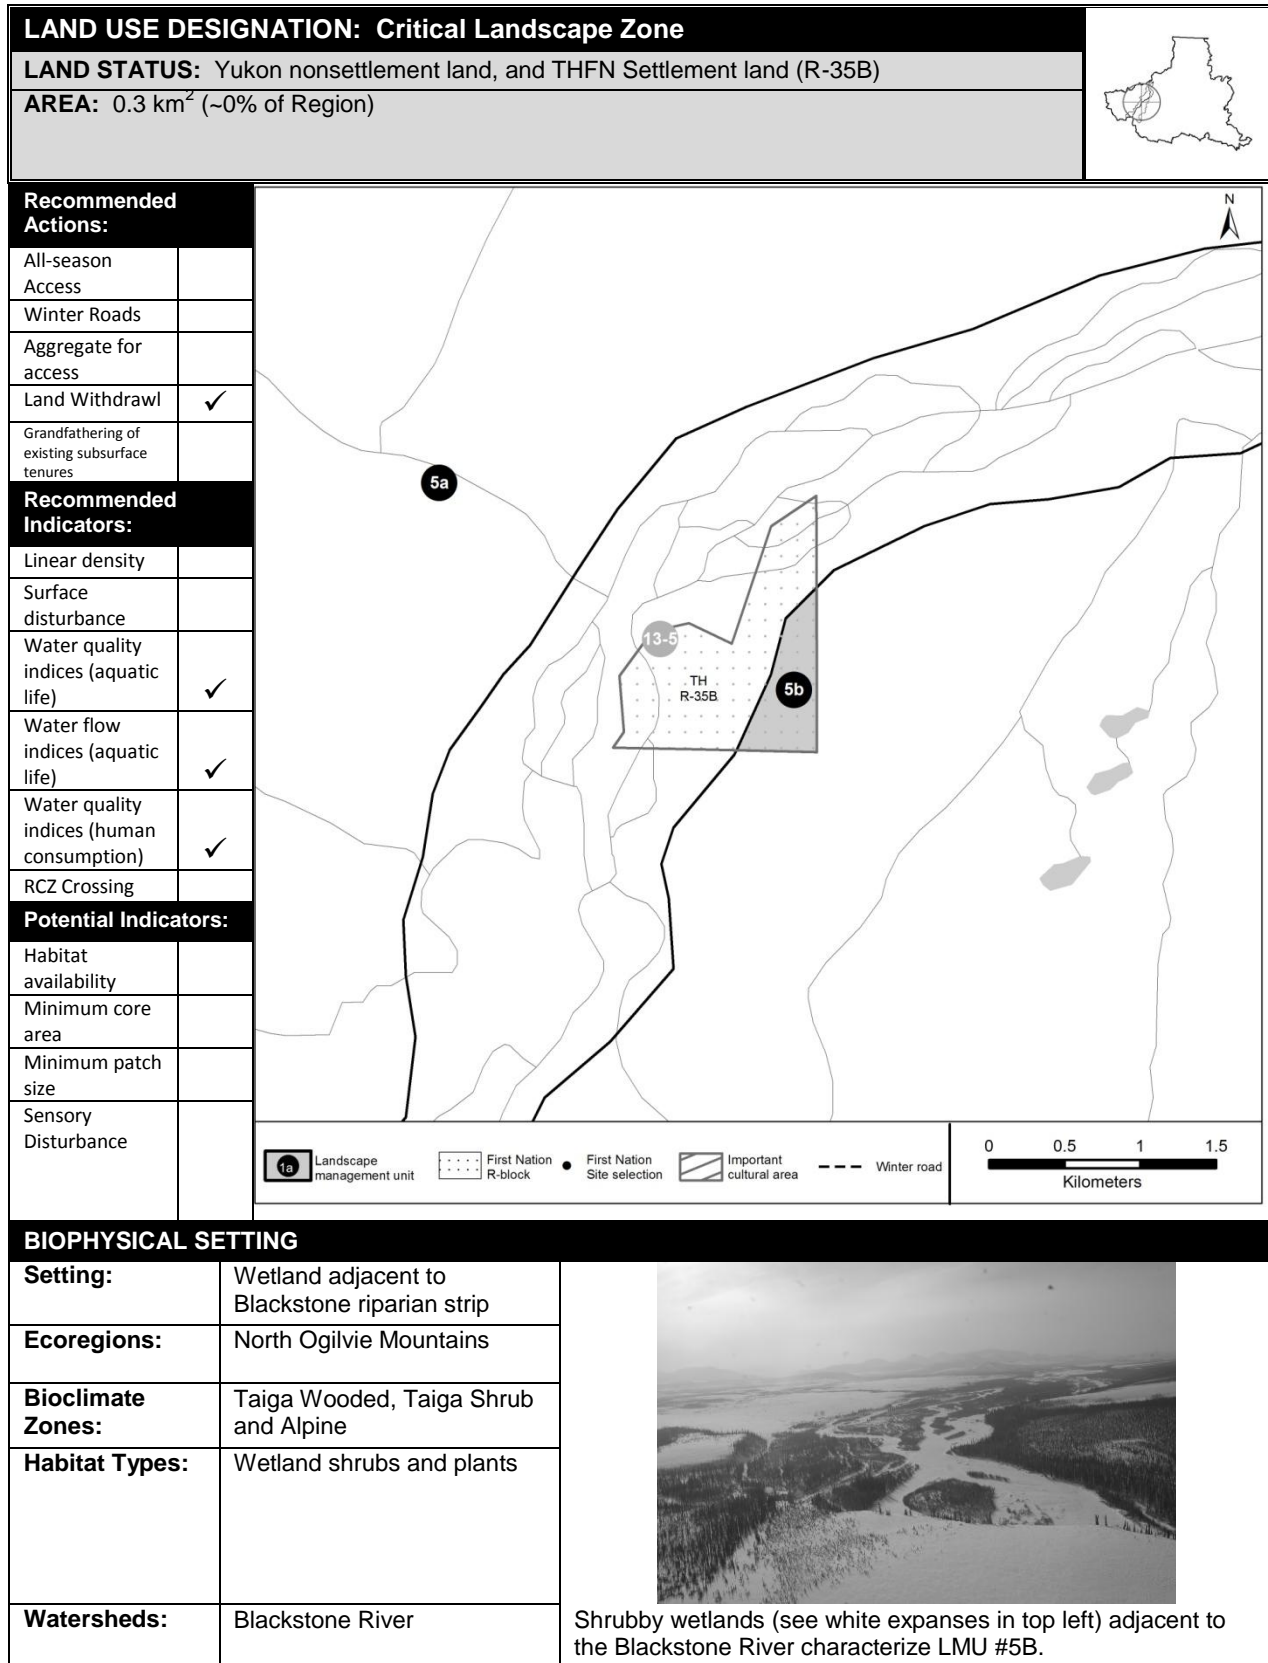 LAND USE DESIGNATION: Critical Landscape Zone
LAND STATUS: Yukon nonsettlement land, and THFN Settlement land (R-35B)
AREA: 0.3 km² (~0% of Region)
Recommended
Actions:
All-season
Access
Winter Roads
Aggregate for
access
Land Withdrawl ✓
Grandfathering of
existing subsurface
tenures
Recommended
Indicators:
Linear density
Surface
disturbance
Water quality
indices (aquatic
life) ✓
Water flow
indices (aquatic
life) ✓
Water quality
indices (human
consumption) ✓
RCZ Crossing
Potential Indicators:
Habitat
availability
Minimum core
area
Minimum patch
size
Sensory
Disturbance
N
5a
13-5
TH
R-35B
5b
1a
Landscape
management unit
First Nation
R-block
First Nation
Site selection
Important
cultural area
Winter road
0 0.5 1 1.5
Kilometers
BIOPHYSICAL SETTING
Setting: Wetland adjacent to
Blackstone riparian strip
Ecoregions: North Ogilvie Mountains
Bioclimate Taiga Wooded, Taiga Shrub
Zones: and Alpine
Habitat Types: Wetland shrubs and plants
Watersheds: Blackstone River
Shrubby wetlands (see white expanses in top left) adjacent to
the Blackstone River characterize LMU #5B.